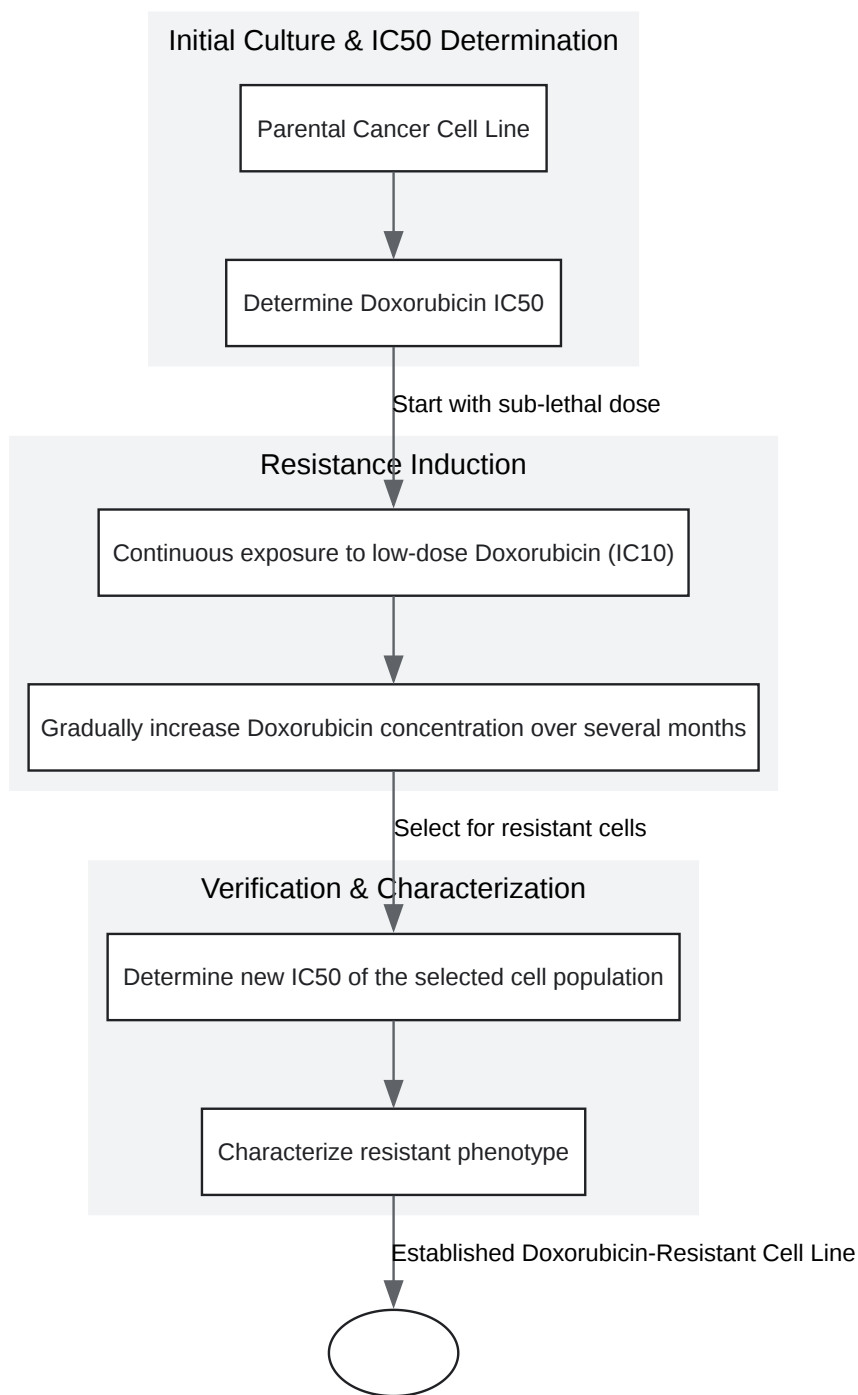 Initial Culture & IC50 Determination
Parental Cancer Cell Line
Determine Doxorubicin IC50
Start with sub-lethal dose
Resistance Induction
Continuous exposure to low-dose Doxorubicin (IC10)
Gradually increase Doxorubicin concentration over several months
Select for resistant cells
Verification & Characterization
Determine new IC50 of the selected cell population
Characterize resistant phenotype
Established Doxorubicin-Resistant Cell Line